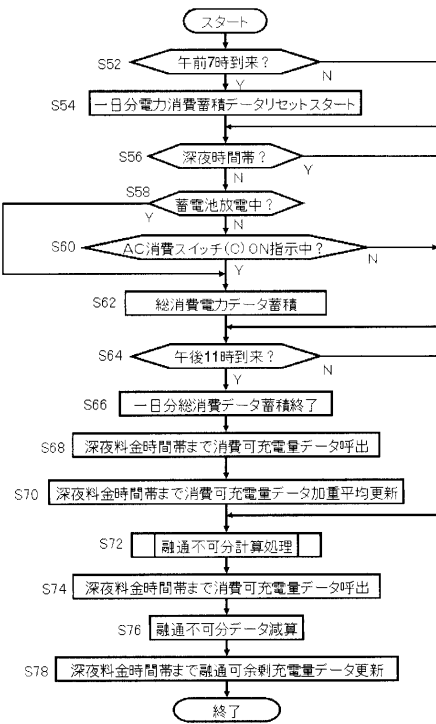 スタート
S52
午前7時到来?
N
Y
S54
一日分電力消費蓄積データリセットスタート
S56
深夜時間帯?
Y
N
S58
Y
蓄電池放電中?
N
S60
AC消費スイッチ(C)ON指示中?
N
Y
S62
総消費電力データ蓄積
S64
午後11時到来?
N
Y
S66
一日分総消費データ蓄積終了
S68
深夜料金時間帯まで消費可充電量データ呼出
S70
深夜料金時間帯まで消費可充電量データ加重平均更新
S72
融通不可分計算処理
S74
深夜料金時間帯まで消費可充電量データ呼出
S76
融通不可分データ減算
S78
深夜料金時間帯まで融通可余剰充電量データ更新
終了